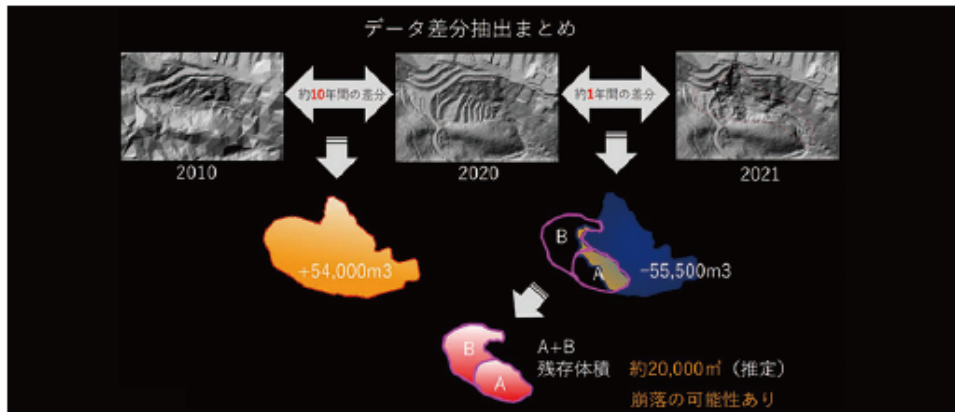 データ差分抽出まとめ
約10年間の差分
約1年間の差分
2010
2020
2021
+54,000m3
B
A
-55,500m3
B
A
A+B
残存体積 約20,000㎥（推定）
崩落の可能性あり